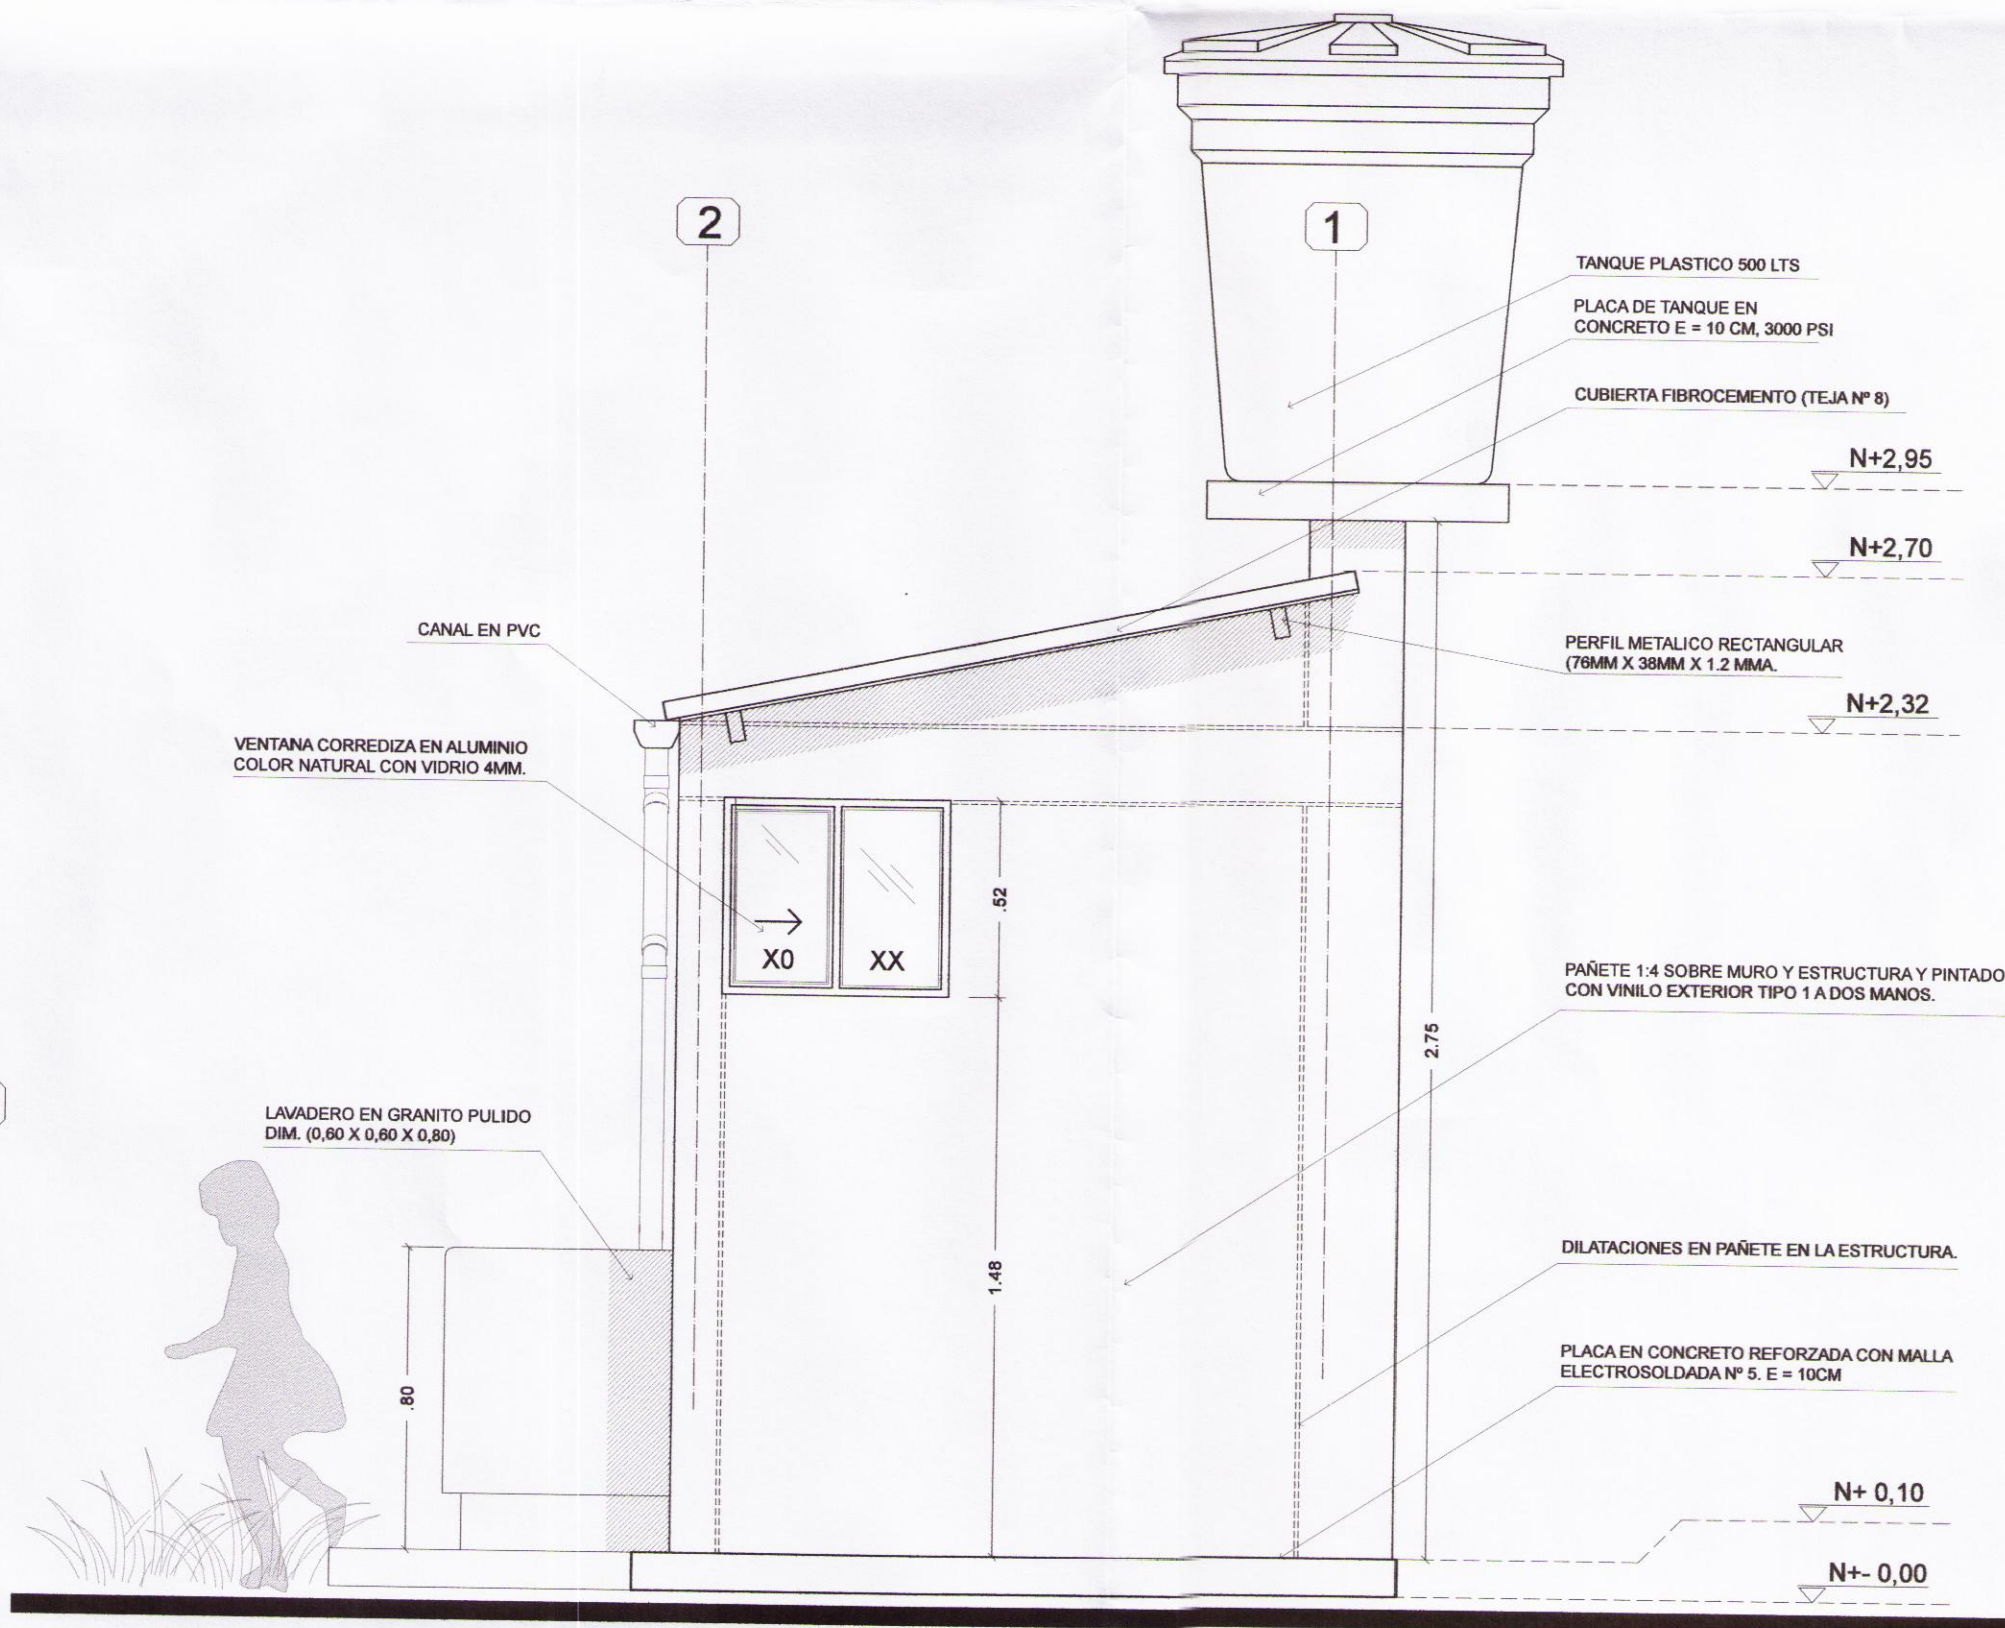 2
1
TANQUE PLASTICO 500 LTS
PLACA DE TANQUE EN
CONCRETO E = 10 CM, 3000 PSI
CUBIERTA FIBROCEMENTO (TEJA Nº 8)
N+2,95
N+2,70
CANAL EN PVC
PERFIL METALICO RECTANGULAR
(76MM X 38MM X 1.2 MMA.
N+2,32
VENTANA CORREDIZA EN ALUMINIO
COLOR NATURAL CON VIDRIO 4MM.
.52
X0
XX
PAÑETE 1:4 SOBRE MURO Y ESTRUCTURA Y PINTADO
CON VINILO EXTERIOR TIPO 1 A DOS MANOS.
2.75
LAVADERO EN GRANITO PULIDO
DIM. (0,60 X 0,60 X 0,80)
1.48
DILATACIONES EN PAÑETE EN LA ESTRUCTURA.
.80
PLACA EN CONCRETO REFORZADA CON MALLA
ELECTROSOLDADA Nº 5. E = 10CM
N+ 0,10
N+- 0,00